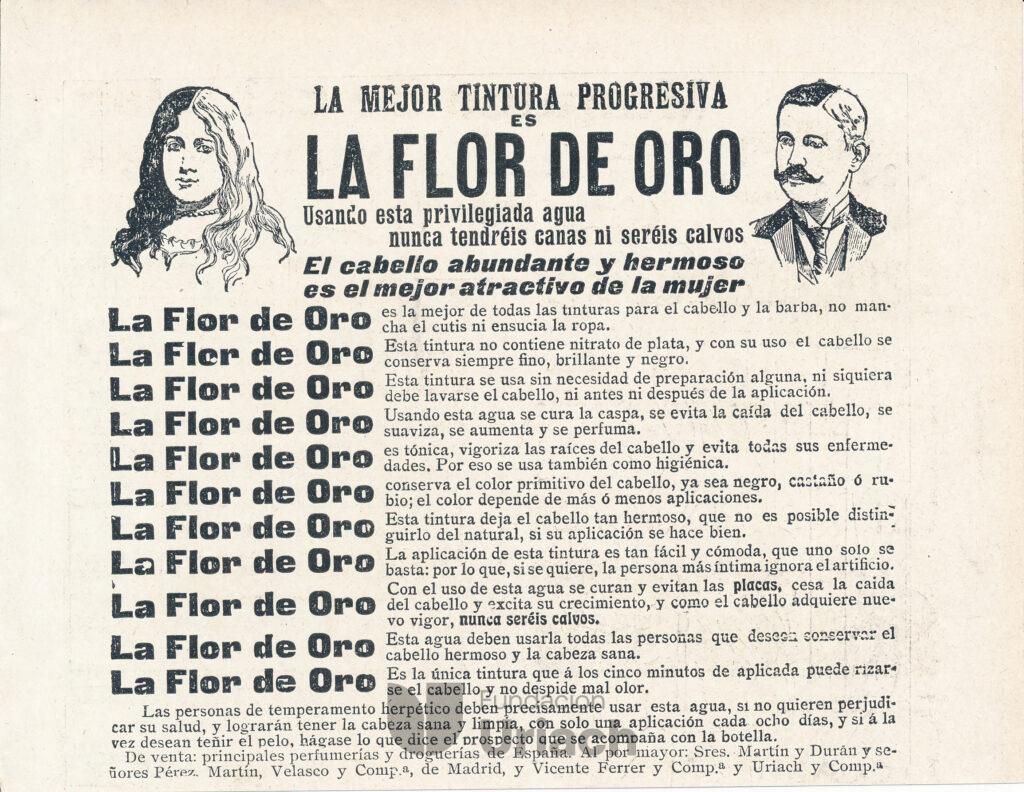 LA MEJOR TINTURA PROGRESIVA
ES
LA FLOR DE ORO
Usando esta privilegiada agua
nunca tendréis canas ni seréis calvos
El cabello abundante y hermoso
es el mejor atractivo de la mujer
La Flor de Oro es la mejor de todas las tinturas para el cabello y la barba, no man-
cha el cutis ni ensucia la ropa.
La Flor de Oro Esta tintura no contiene nitrato de plata, y con su uso el cabello se
conserva siempre fino, brillante y negro.
La Flor de Oro Esta tintura se usa sin necesidad de preparación alguna, ni siquiera
debe lavarse el cabello, ni antes ni después de la aplicación.
La Flor de Oro Usando esta agua se cura la caspa, se evita la caída del cabello, se
suaviza, se aumenta y se perfuma.
La Flor de Oro es tónica, vigoriza las raíces del cabello y evita todas sus enferme-
dades. Por eso se usa también como higiénica.
La Flor de Oro conserva el color primitivo del cabello, ya sea negro, castaño ó ru-
bio; el color depende de más ó menos aplicaciones.
La Flor de Oro Esta tintura deja el cabello tan hermoso, que no es posible distin-
guirlo del natural, si su aplicación se hace bien.
La Flor de Oro La aplicación de esta tintura es tan fácil y cómoda, que uno solo se
basta: por lo que, si se quiere, la persona más íntima ignora el artificio.
La Flor de Oro Con el uso de esta agua se curan y evitan las placas, cesa la caida
del cabello y excita su crecimiento, y como el cabello adquiere nue-
vo vigor, nunca seréis calvos.
La Flor de Oro Esta agua deben usarla todas las personas que deseen conservar el
cabello hermoso y la cabeza sana.
La Flor de Oro Es la única tintura que á los cinco minutos de aplicada puede rizar-
se el cabello y no despide mal olor.
Las personas de temperamento herpético deben precisamente usar esta agua, si no quieren perjudi-
car su salud, y lograrán tener la cabeza sana y limpia con solo una aplicación cada ocho días, y si á la
vez desean teñir el pelo, hágase lo que dice el prospecto que se acompaña con la botella.
De venta: principales perfumerías y droguerías de España. Al por mayor: Sres. Martín y Durán y se-
ñores Pérez, Martín, Velasco y Comp.ª, de Madrid, y Vicente Ferrer y Comp.ª y Uriach y Comp.ª
Fundación
Uriach